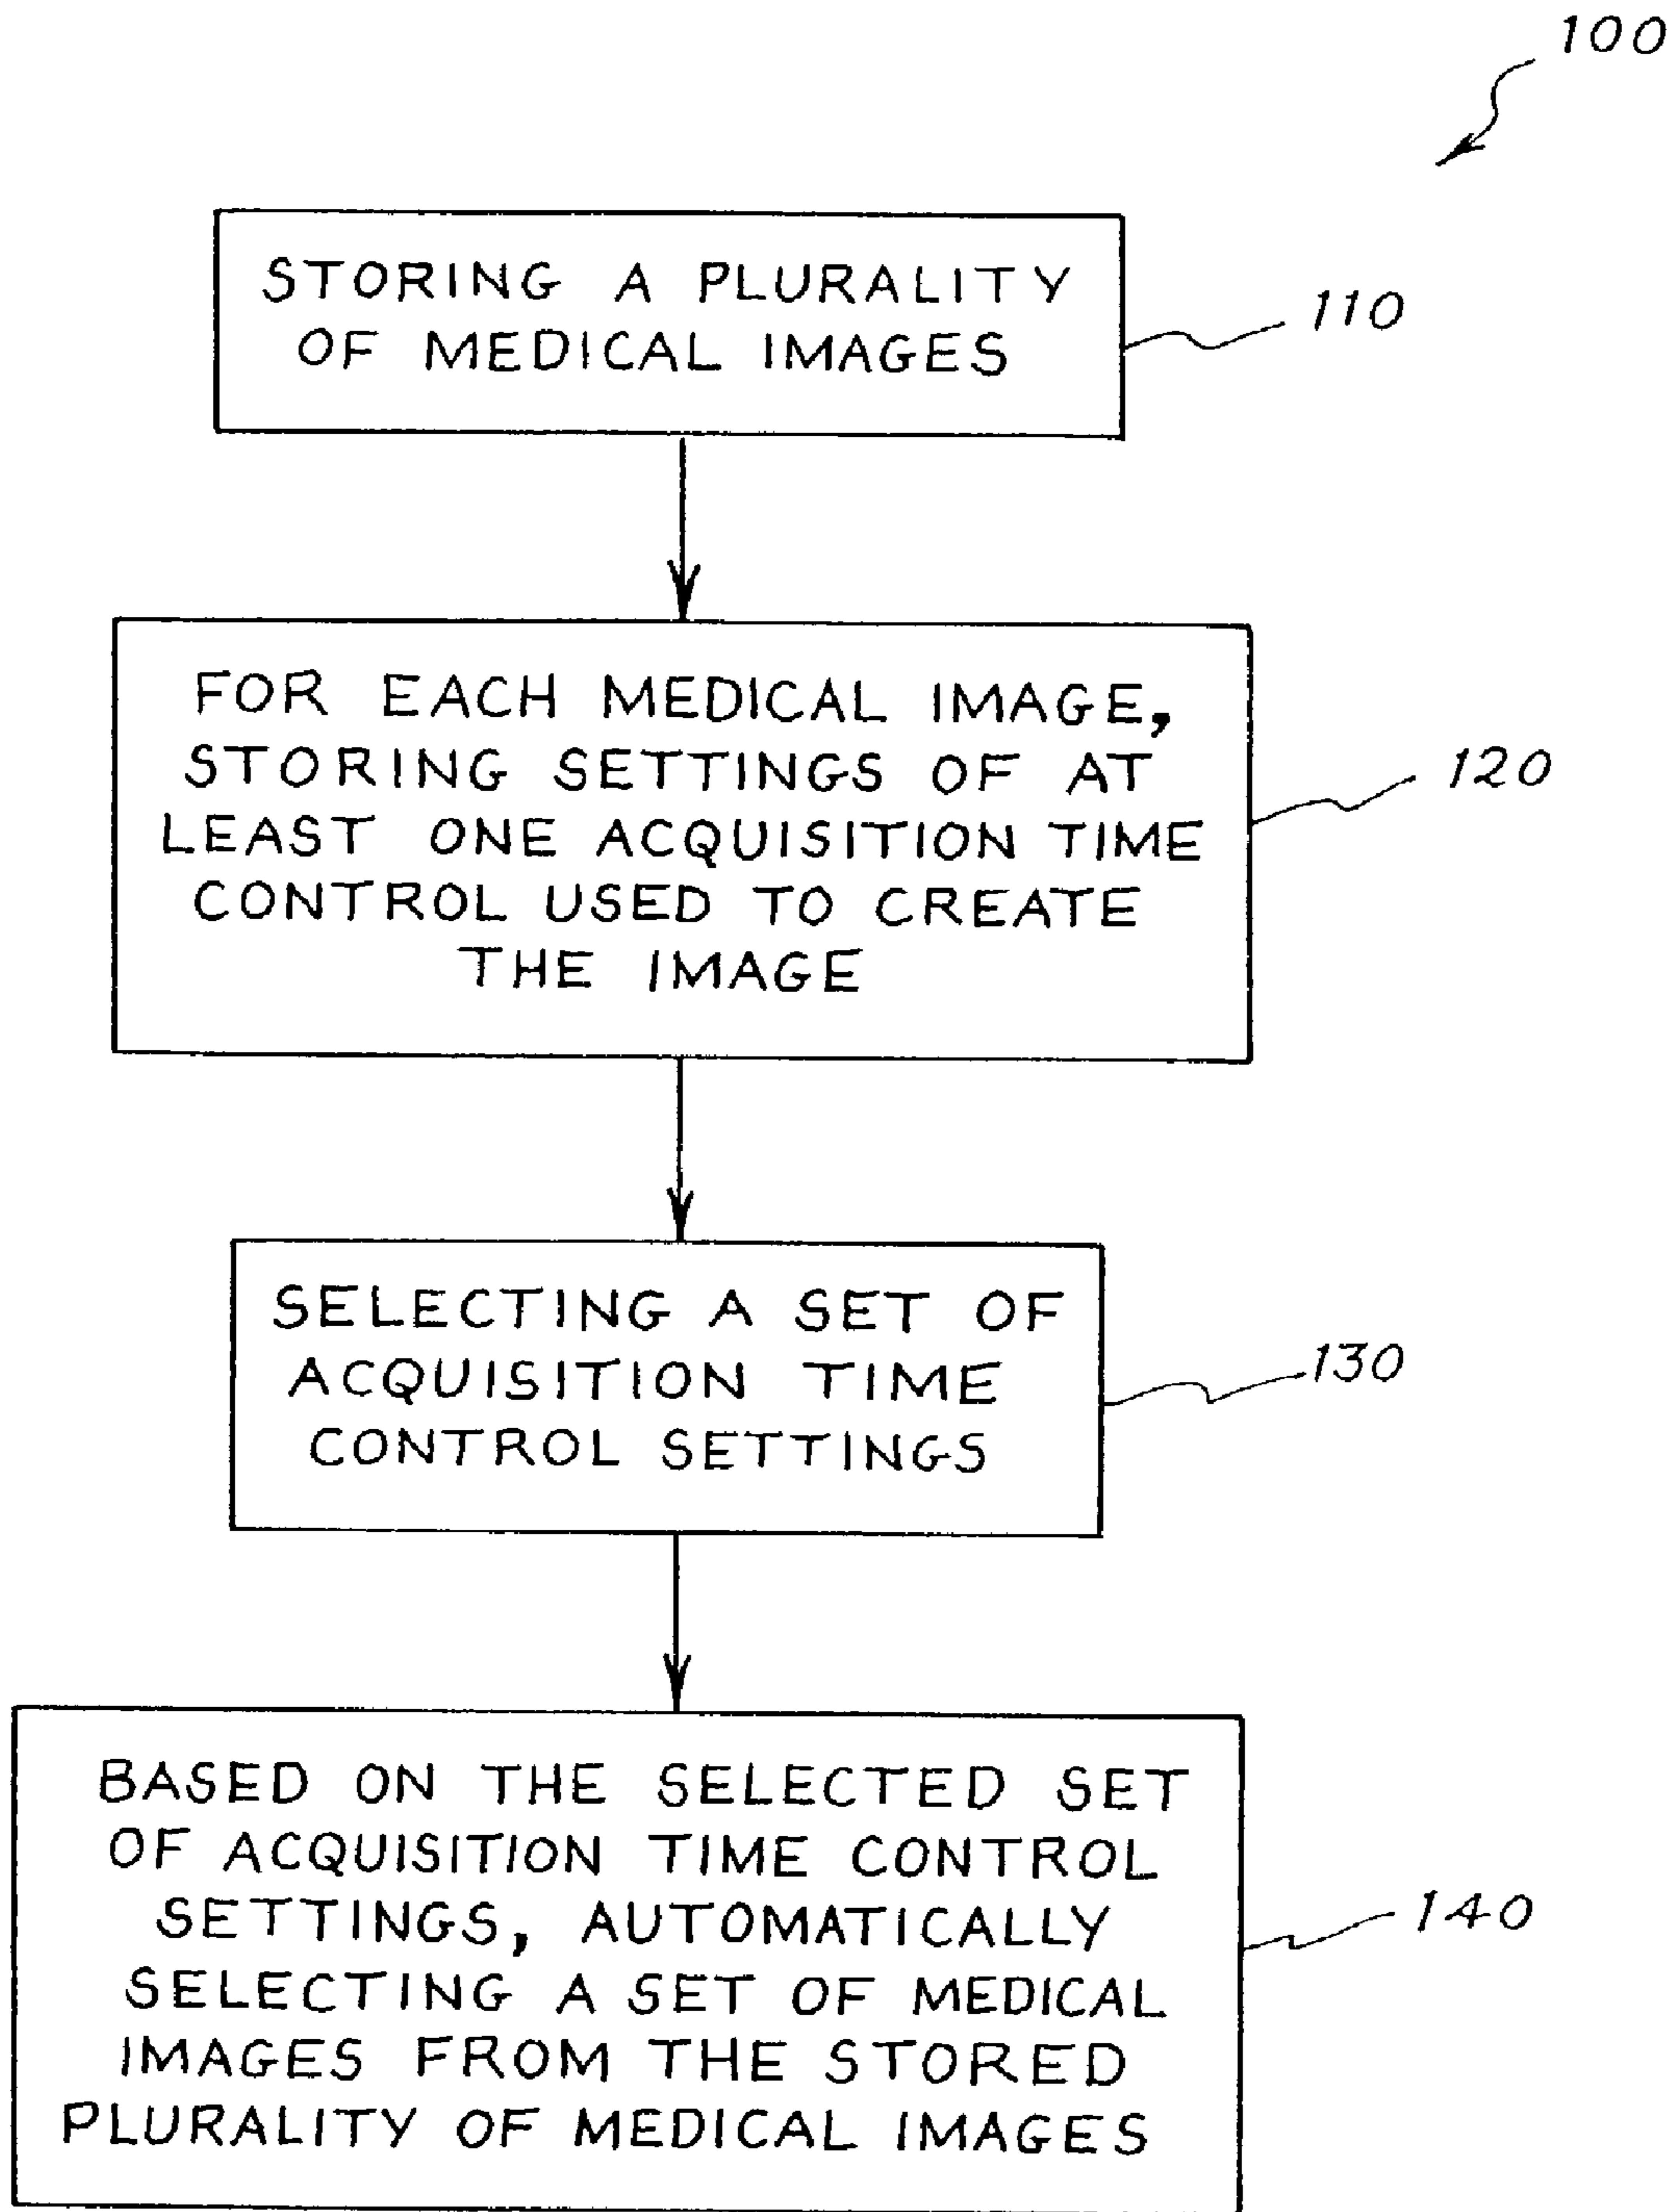 100
STORING A PLURALITY
OF MEDICAL IMAGES
110
FOR EACH MEDICAL IMAGE,
STORING SETTINGS OF AT
LEAST ONE ACQUISITION TIME
CONTROL USED TO CREATE
THE IMAGE
120
SELECTING A SET OF
ACQUISITION TIME
CONTROL SETTINGS
130
BASED ON THE SELECTED SET
OF ACQUISITION TIME CONTROL
SETTINGS, AUTOMATICALLY
SELECTING A SET OF MEDICAL
IMAGES FROM THE STORED
PLURALITY OF MEDICAL IMAGES
140